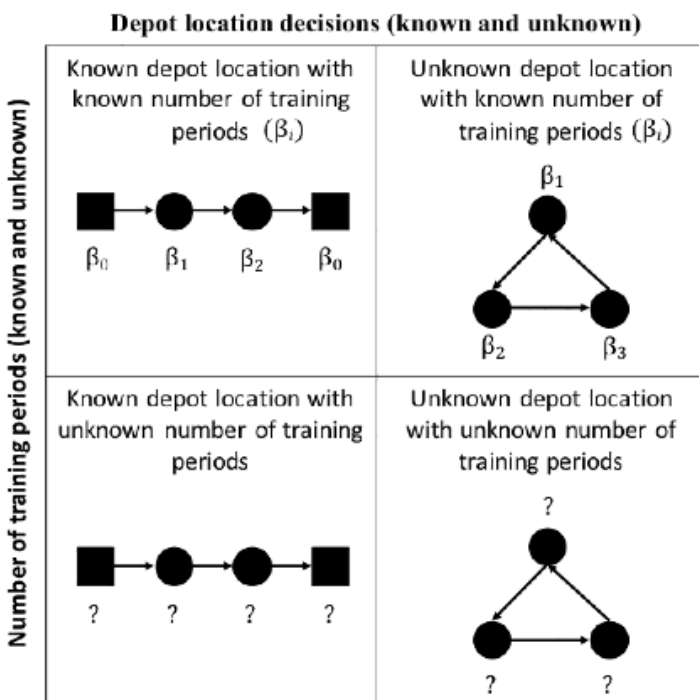 Depot location decisions (known and unknown)
Number of training periods (known and unknown)
Known depot location with
known number of training
periods (βᵢ)
β₀ β₁ β₂ β₀
Unknown depot location
with known number of
training periods (βᵢ)
β₁
β₂ β₃
Known depot location with
unknown number of training
periods
? ? ? ?
Unknown depot location
with unknown number of
training periods
?
? ?